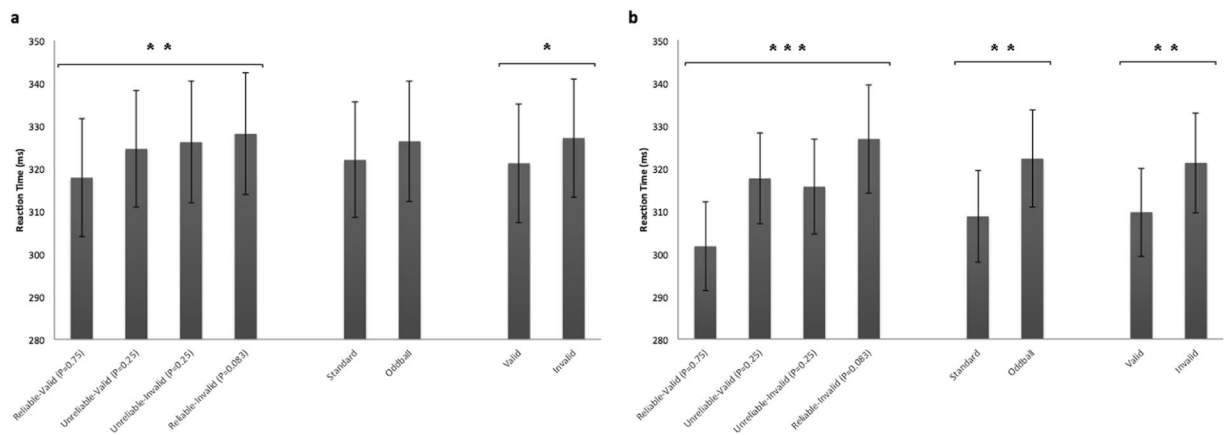 a
* *
*
350
340
330
320
310
300
290
280
Reaction Time (ms)
Reliable-Valid (P=0.75)
Unreliable-Valid (P=0.25)
Unreliable-Invalid (P=0.25)
Reliable-Invalid (P=0.083)
Standard
Oddball
Valid
Invalid
b
* * *
* *
* *
350
340
330
320
310
300
290
280
Reaction Time (ms)
Reliable-Valid (P=0.75)
Unreliable-Valid (P=0.25)
Unreliable-Invalid (P=0.25)
Reliable-Invalid (P=0.083)
Standard
Oddball
Valid
Invalid